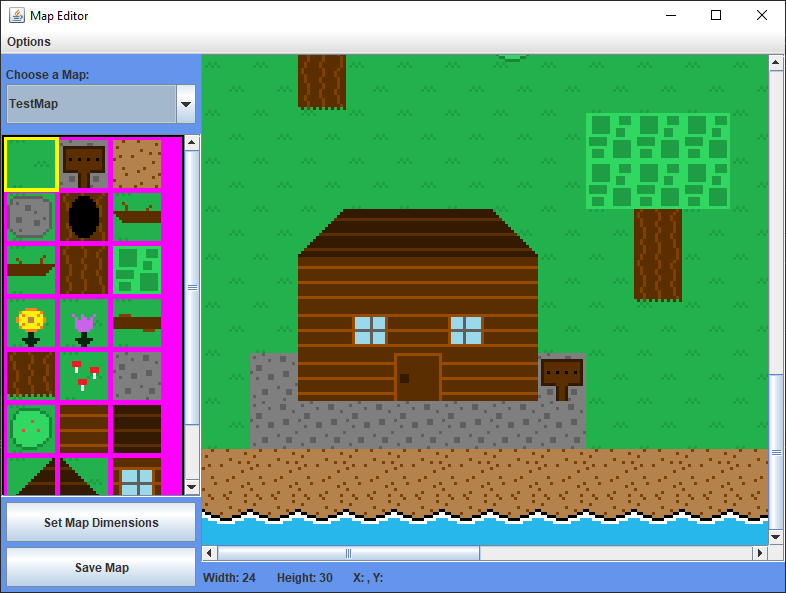 Map Editor
Options
Choose a Map:
TestMap
Set Map Dimensions
Save Map
Width: 24 Height: 30 X: , Y: